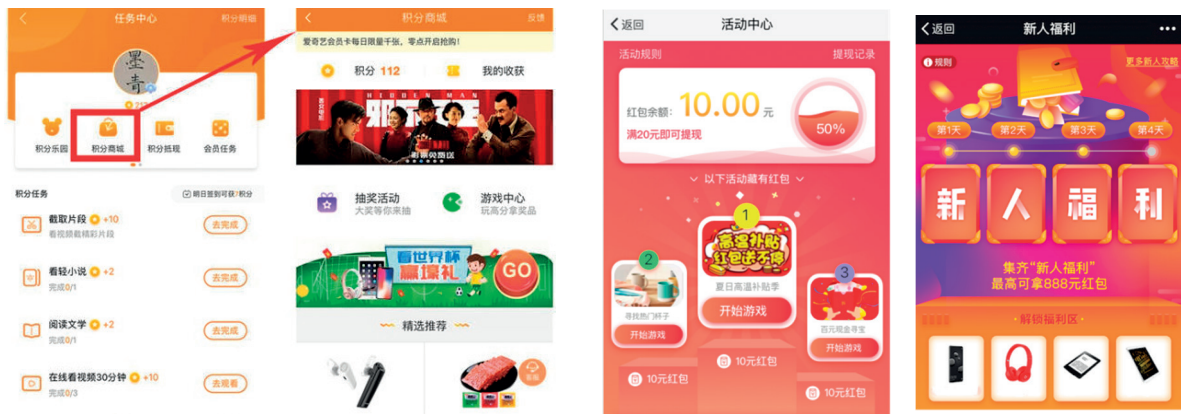 任务中心
积分明细
墨青
217
积分乐园
积分商城
积分抵现
会员任务
积分任务
明日签到可获7积分
截取片段 +10
看视频截精彩片段
去完成
看轻小说 +2
完成0/1
去完成
阅读文学 +2
完成0/1
去完成
在线看视频30分钟 +10
完成0/3
去观看
积分商城
反馈
爱奇艺会员卡每日限量千张，零点开启抢购！
积分 112
我的收获
HIDDEN MAN
邪不压正
抽奖活动
大奖等你来抽
游戏中心
玩高分拿奖品
看世界杯
赢壕礼
GO
精选推荐
客服
返回
活动中心
活动规则
提现记录
红包余额：10.00 元
满20元即可提现
50%
以下活动藏有红包
1
高温补贴
红包送不停
夏日高温补贴季
开始游戏
2
寻找热门杯子
开始游戏
3
百元现金寻宝
开始游戏
10元红包
10元红包
10元红包
返回
新人福利
规则
更多新人攻略
第1天
第2天
第3天
第4天
新人福利
集齐“新人福利”
最高可拿888元红包
解锁福利区